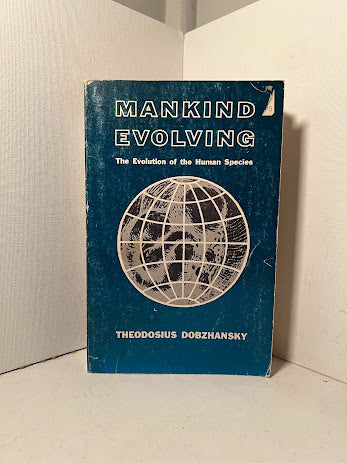 MANKIND
EVOLVING
The Evolution of the Human Species
THEODOSIUS DOBZHANSKY